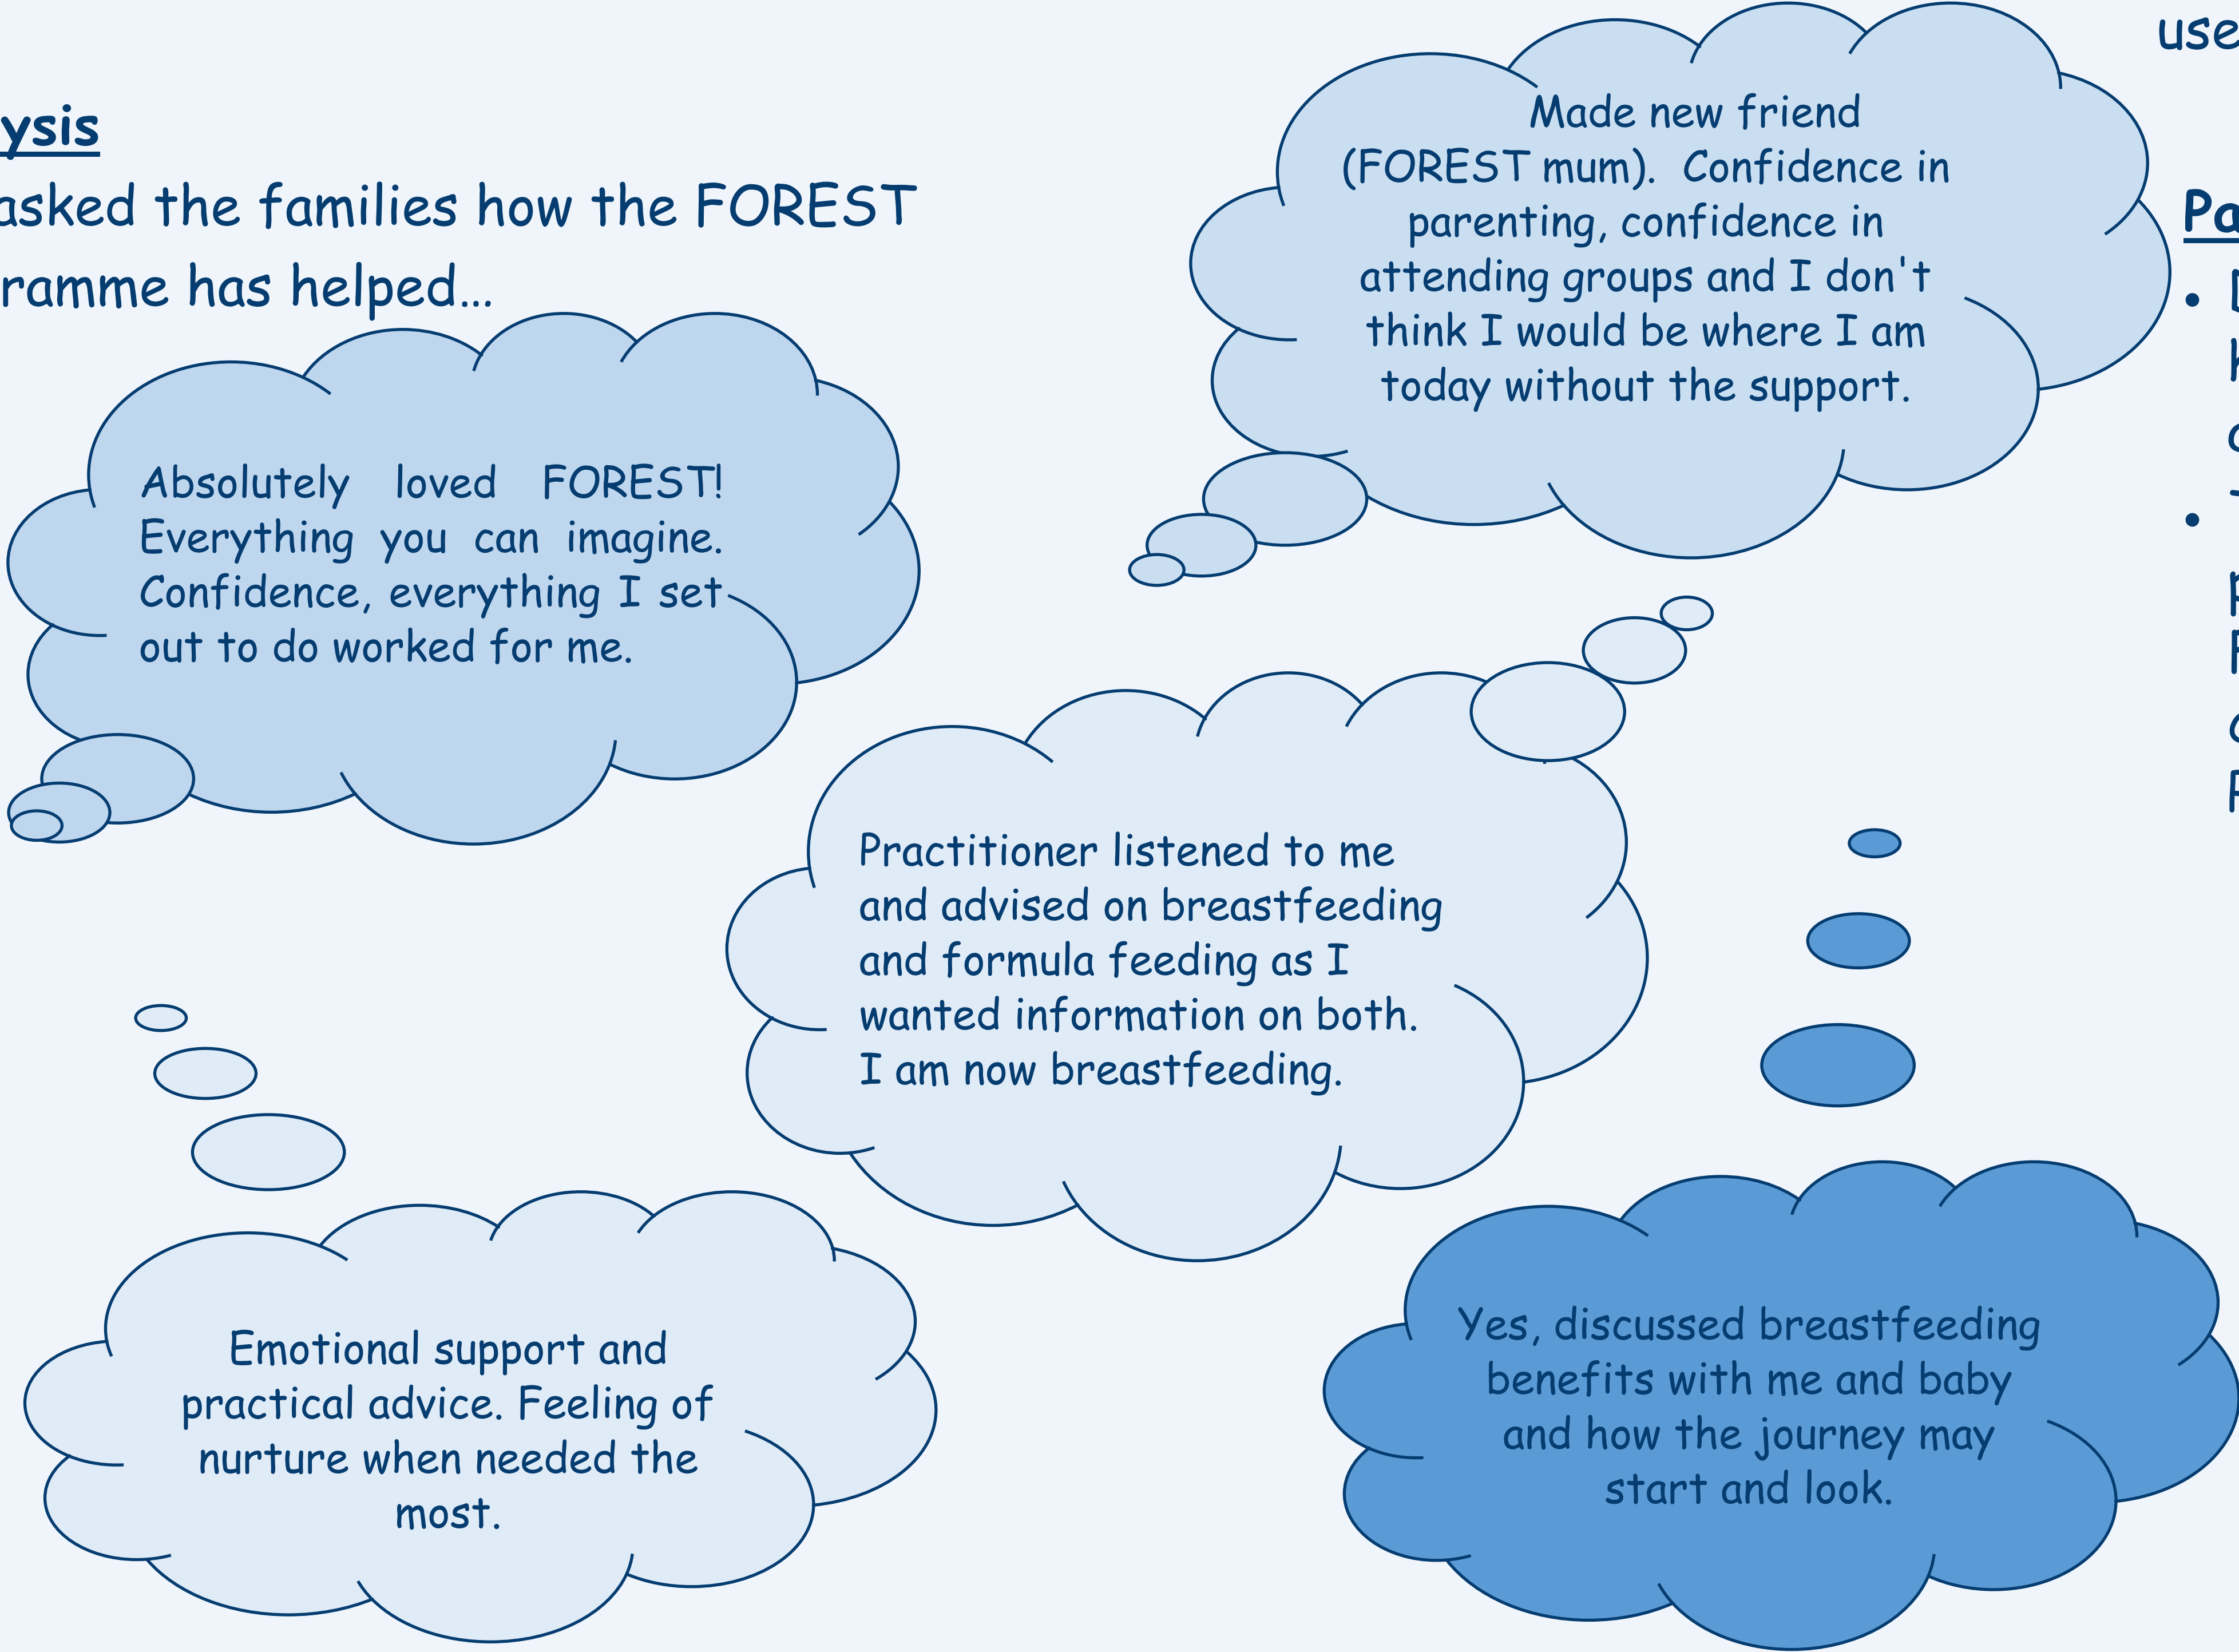 ysis
asked the families how the FOREST
ramme has helped...
Made new friend
(FOREST mum). Confidence in
parenting, confidence in
attending groups and I don't
think I would be where I am
today without the support.
Absolutely loved FOREST!
Everything you can imagine.
Confidence, everything I set
out to do worked for me.
Practitioner listened to me
and advised on breastfeeding
and formula feeding as I
wanted information on both.
I am now breastfeeding.
Emotional support and
practical advice. Feeling of
nurture when needed the
most.
Yes, discussed breastfeeding
benefits with me and baby
and how the journey may
start and look.
use
Pa